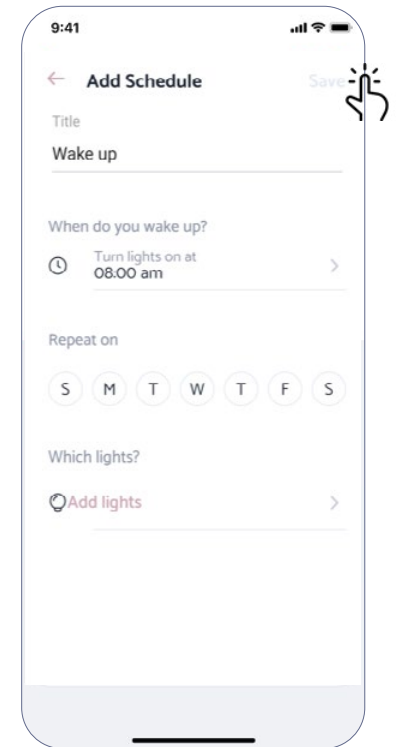 9:41
Add Schedule Save
Title
Wake up
When do you wake up?
Turn lights on at
08:00 am
Repeat on
S M T W T F S
Which lights?
Add lights